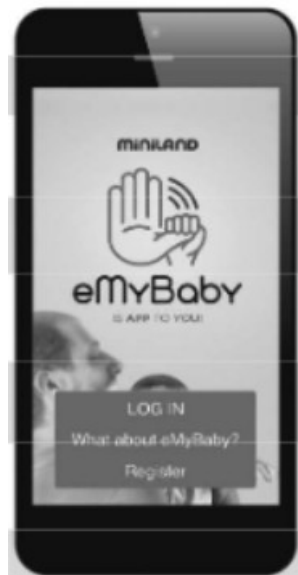 miniland
eMyBaby
IS APP TO YOU!
LOG IN
What about eMyBaby?
Register